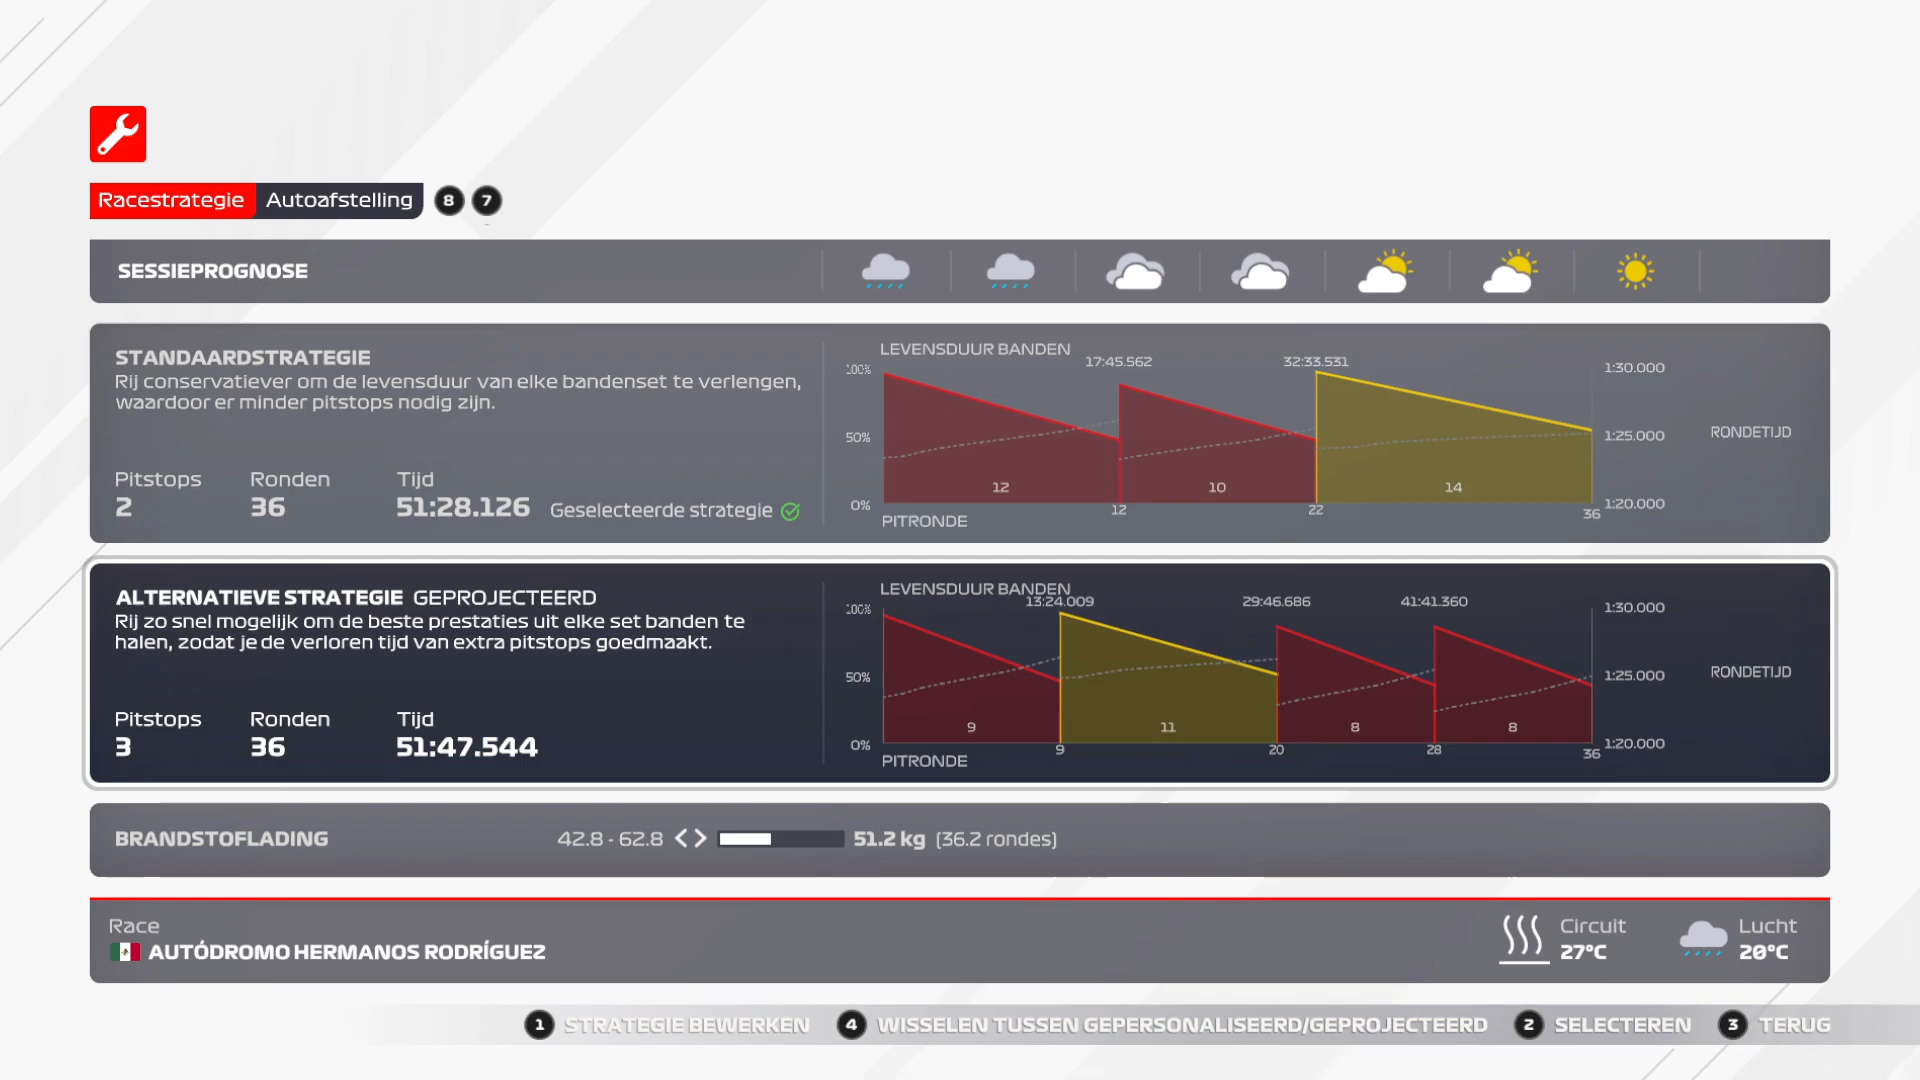 Racestrategie Autoafstelling 8 7
SESSIEPROGNOSE
STANDAARDSTRATEGIE
Rij conservatiever om de levensduur van elke bandenset te verlengen,
waardoor er minder pitstops nodig zijn.
Pitstops Ronden Tijd
2 36 51:28.126 Geselecteerde strategie
LEVENSDUUR BANDEN
17:45.562 32:33.531
100% 1:30.000
50% 1:25.000 RONDETIJD
12 10 14
0% 12 22 36 1:20.000
PITRONDE
ALTERNATIEVE STRATEGIE GEPROJECTEERD
Rij zo snel mogelijk om de beste prestaties uit elke set banden te
halen, zodat je de verloren tijd van extra pitstops goedmaakt.
Pitstops Ronden Tijd
3 36 51:47.544
LEVENSDUUR BANDEN
13:24.009 29:46.686 41:41.360
100% 1:30.000
50% 1:25.000 RONDETIJD
9 11 8 8
0% 9 20 28 36 1:20.000
PITRONDE
BRANDSTOFLADING 42.8 - 62.8 51.2 kg (36.2 rondes)
Race
AUTÓDROMO HERMANOS RODRÍGUEZ
Circuit
27°C
Lucht
20°C
1 STRATEGIE BEWERKEN 4 WISSELEN TUSSEN GEPERSONALISEERD/GEPROJECTEERD 2 SELECTEREN 3 TERUG